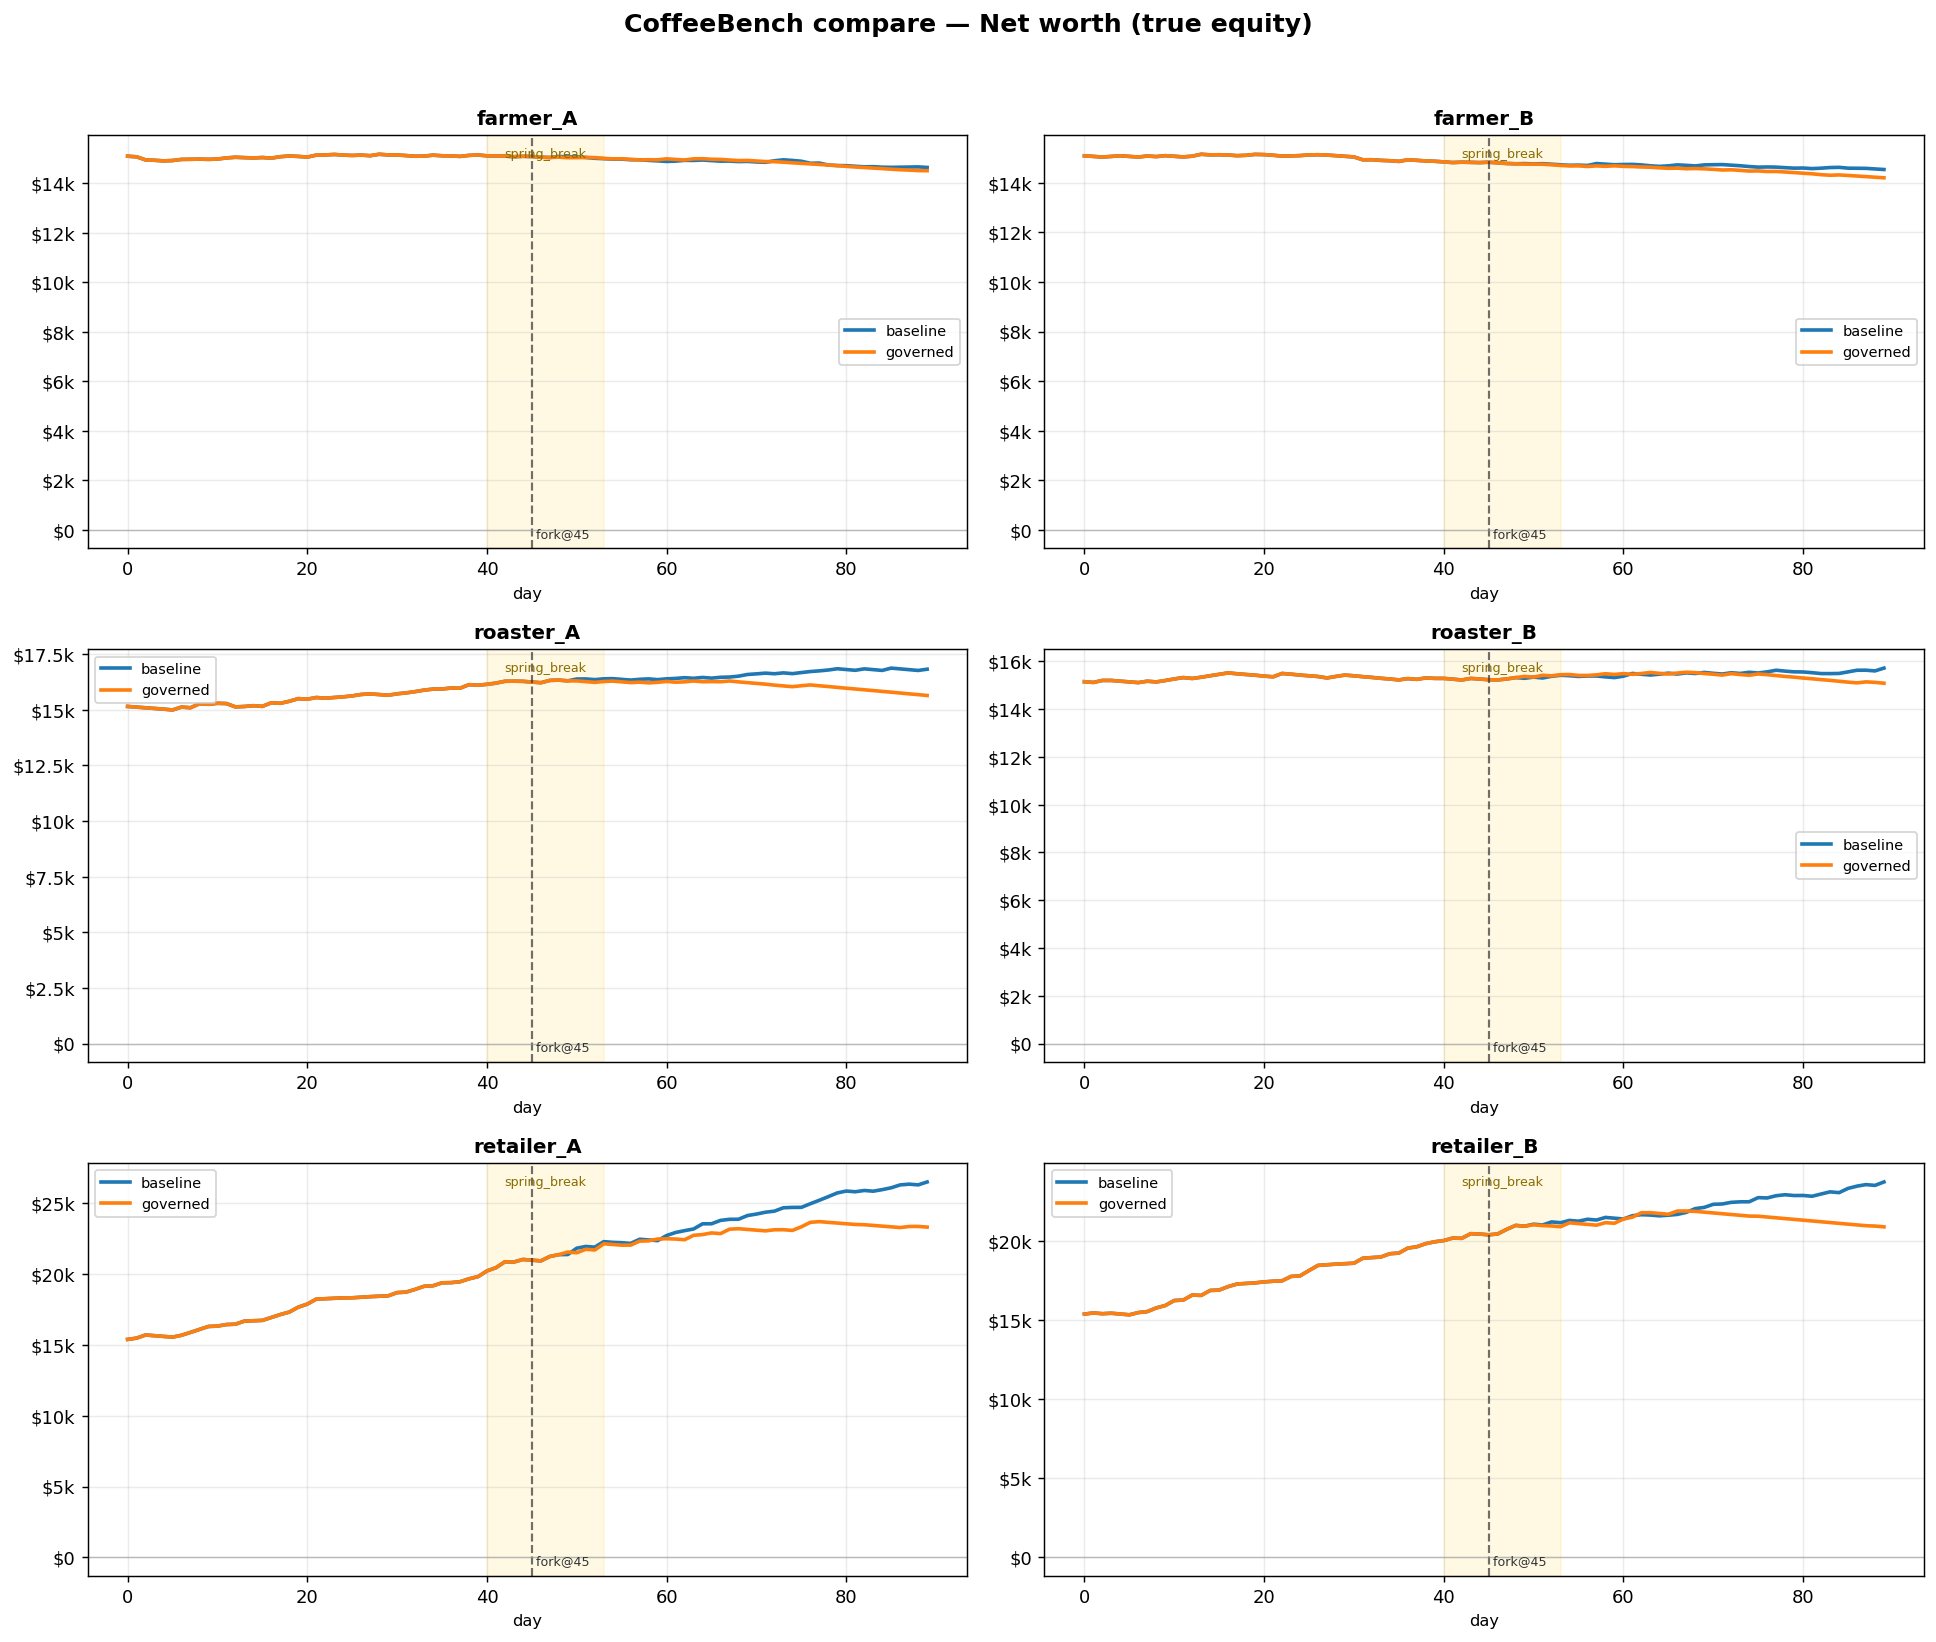 CoffeeBench compare — Net worth (true equity)
farmer_A
$14k
$12k
$10k
$8k
$6k
$4k
$2k
$0
spring_break
fork@45
baseline
governed
0 20 40 60 80
day
farmer_B
$14k
$12k
$10k
$8k
$6k
$4k
$2k
$0
spring_break
fork@45
baseline
governed
0 20 40 60 80
day
roaster_A
$17.5k
$15k
$12.5k
$10k
$7.5k
$5k
$2.5k
$0
baseline
governed
spring_break
fork@45
0 20 40 60 80
day
roaster_B
$16k
$14k
$12k
$10k
$8k
$6k
$4k
$2k
$0
spring_break
fork@45
baseline
governed
0 20 40 60 80
day
retailer_A
$25k
$20k
$15k
$10k
$5k
$0
baseline
governed
spring_break
fork@45
0 20 40 60 80
day
retailer_B
$20k
$15k
$10k
$5k
$0
baseline
governed
spring_break
fork@45
0 20 40 60 80
day